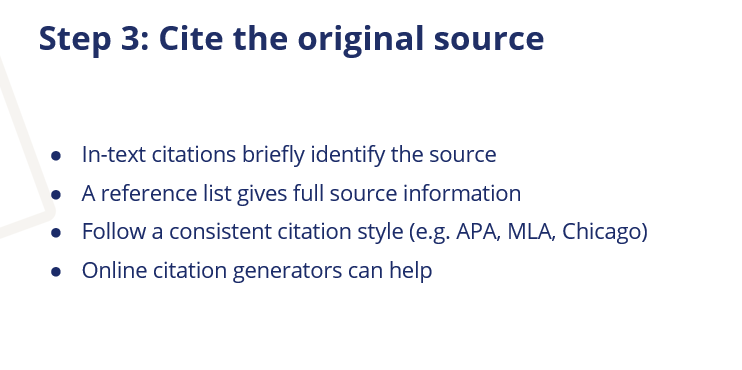 Step 3: Cite the original source
● In-text citations briefly identify the source
● A reference list gives full source information
● Follow a consistent citation style (e.g. APA, MLA, Chicago)
● Online citation generators can help